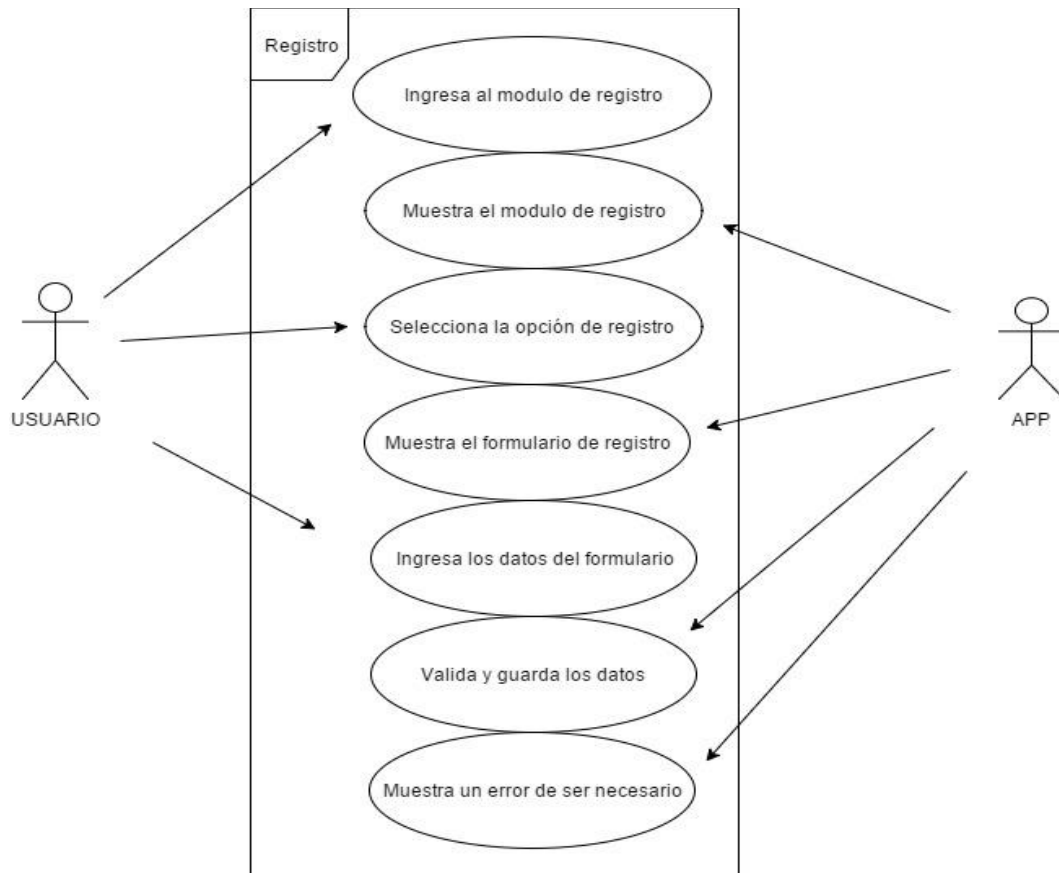 Registro
Ingresa al modulo de registro
Muestra el modulo de registro
Selecciona la opción de registro
Muestra el formulario de registro
USUARIO
APP
Ingresa los datos del formulario
Valida y guarda los datos
Muestra un error de ser necesario